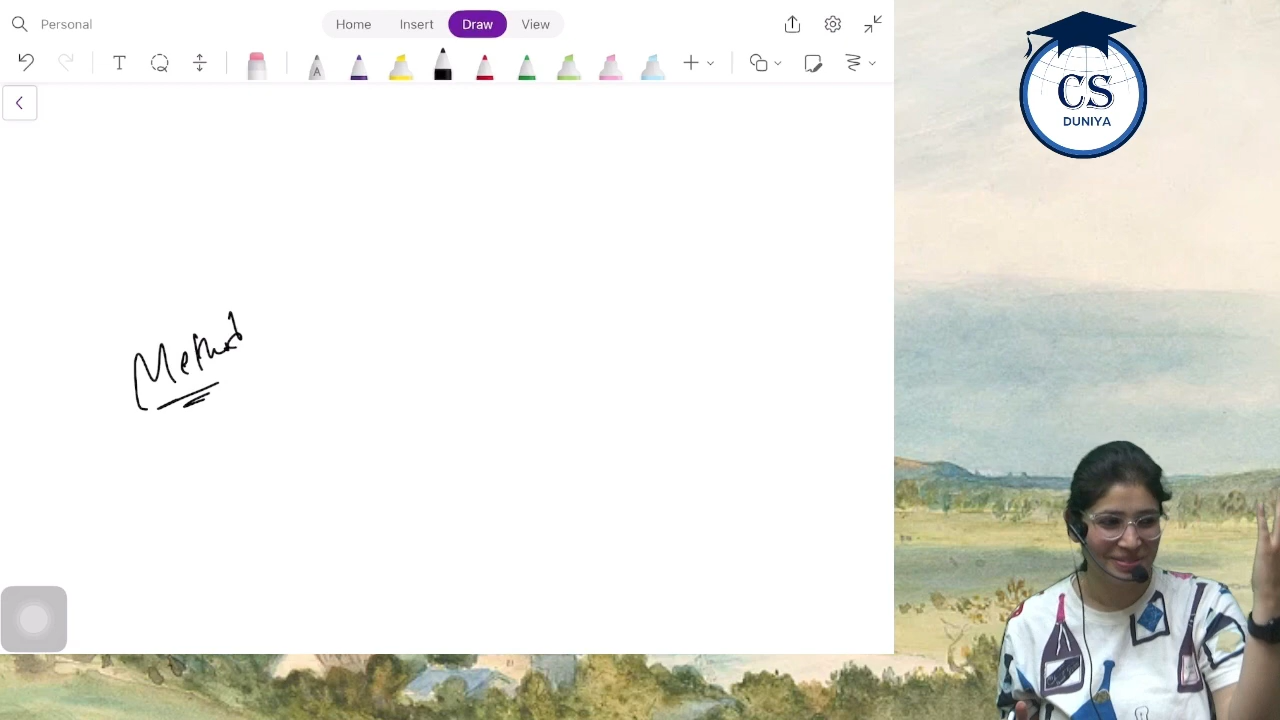 Personal
Home Insert Draw View
T
A
CS
DUNIYA
Method